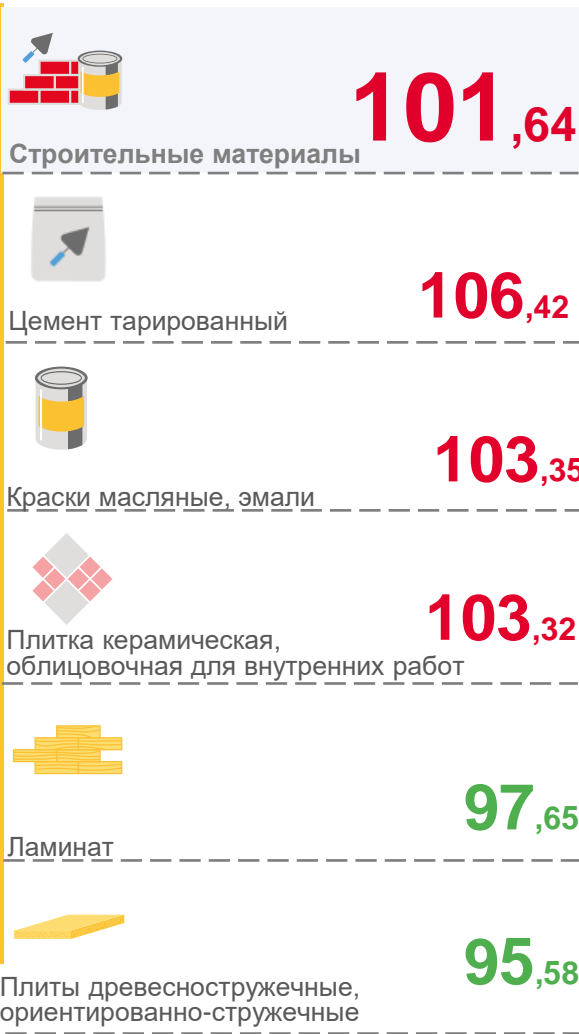 101,64
Строительные материалы
106,42
Цемент тарированный
103,35
Краски масляные, эмали
103,32
Плитка керамическая,
облицовочная для внутренних работ
97,65
Ламинат
95,58
Плиты древесностружечные,
ориентированно-стружечные